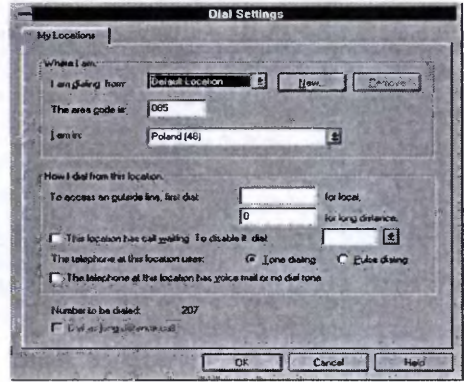 Dial Settings
My Locations
Where I am:
I am dialing from: Default Location New... Remove
The area code is: 085
I am in: Poland (48)
How I dial from this location:
To access an outside line, first dial: for local,
0 for long distance.
This location has call waiting. To disable it, dial:
The telephone at this location uses: Tone dialing Pulse dialing
The telephone at this location has voice mail or no dial tone
Number to be dialed: 207
Dial as long distance call
OK Cancel Help